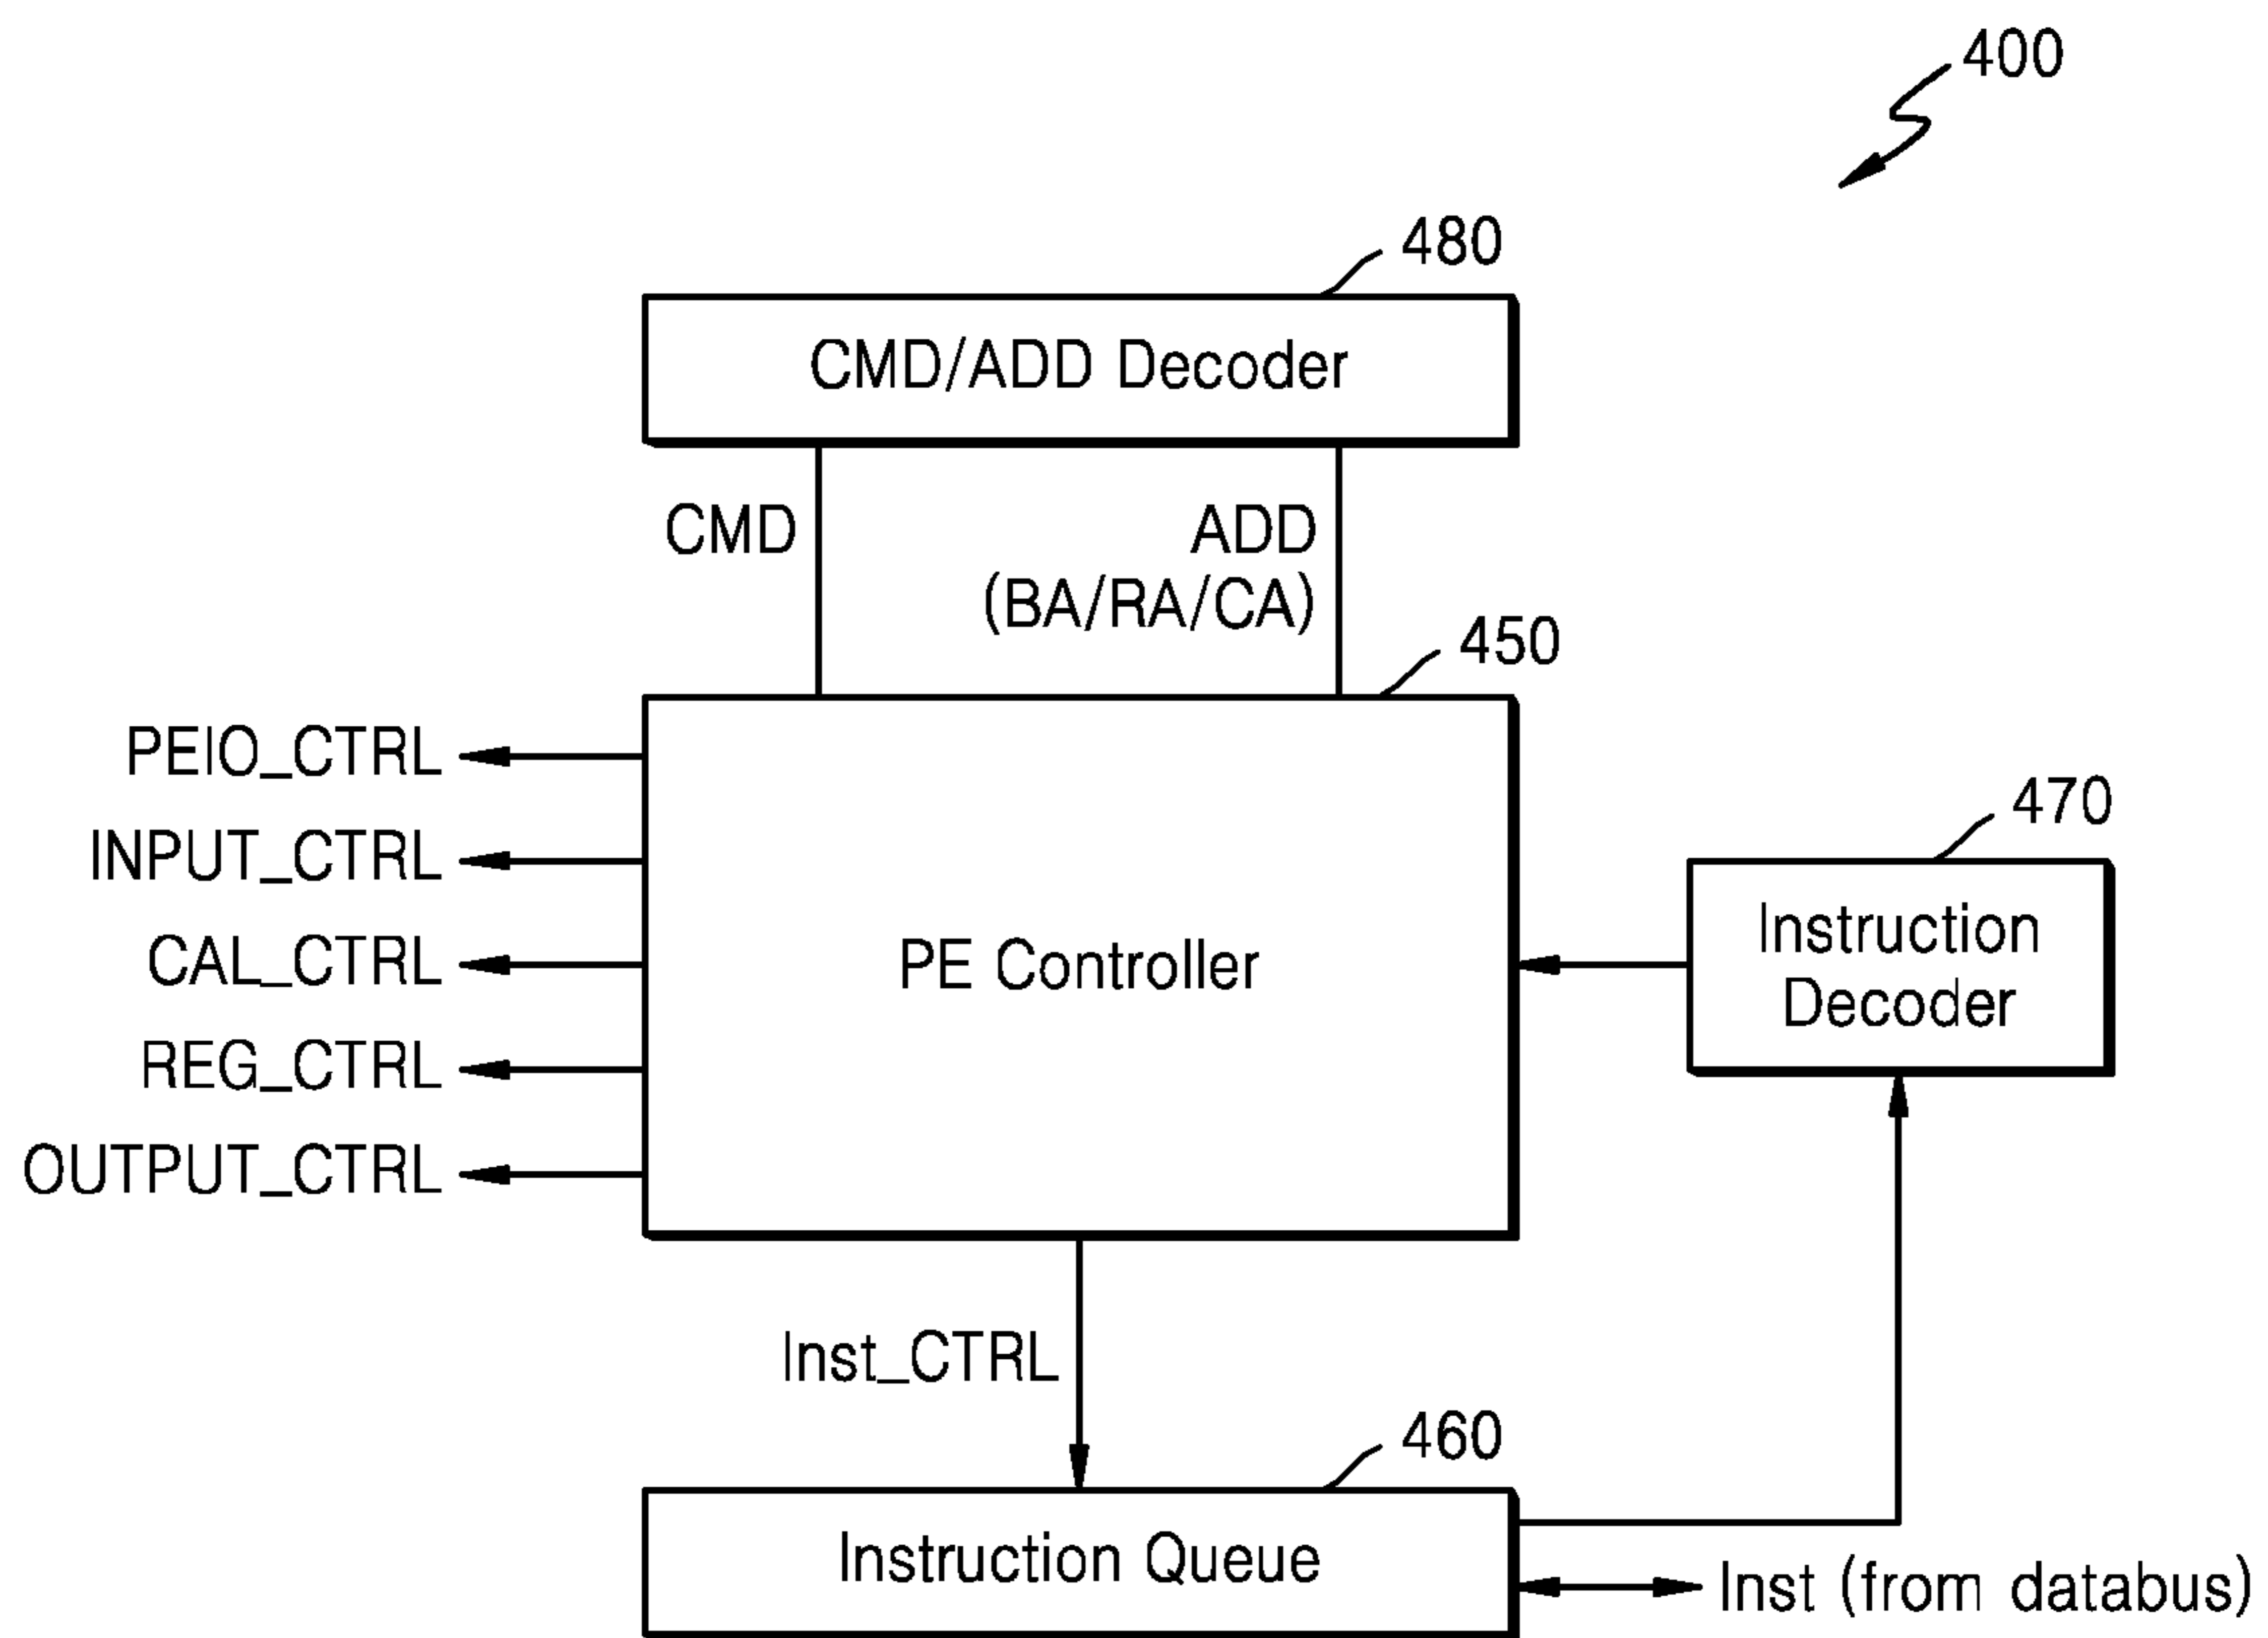 400
480
CMD/ADD Decoder
CMD
ADD
(BA/RA/CA)
450
PEIO_CTRL
INPUT_CTRL
CAL_CTRL
REG_CTRL
OUTPUT_CTRL
PE Controller
470
Instruction
Decoder
Inst_CTRL
460
Instruction Queue
Inst (from databus)